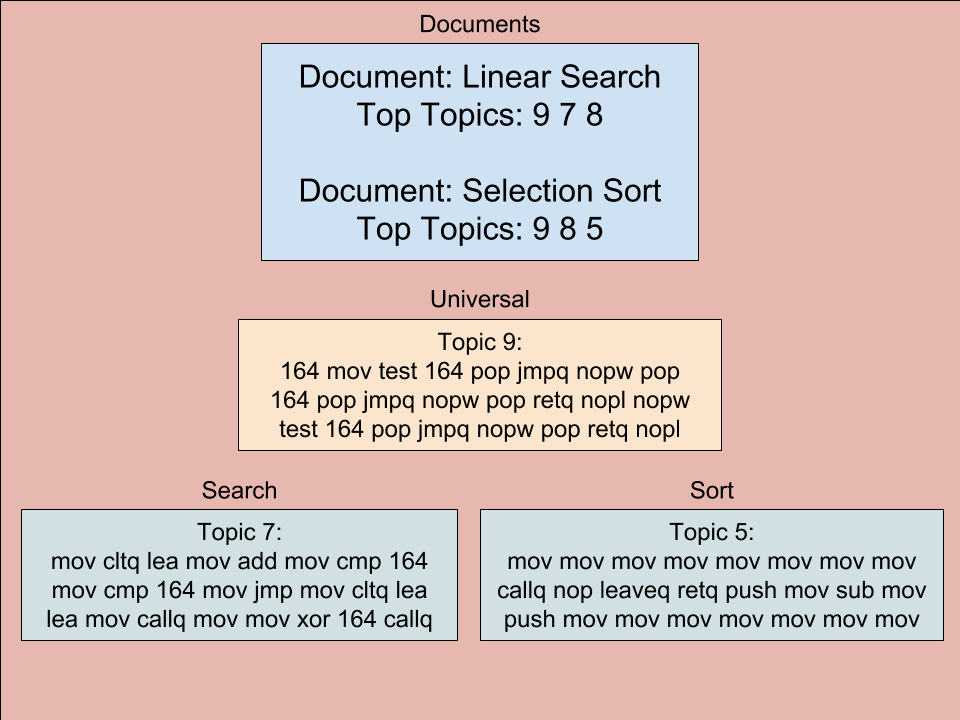 Documents
Document: Linear Search
Top Topics: 9 7 8
Document: Selection Sort
Top Topics: 9 8 5
Universal
Topic 9:
164 mov test 164 pop jmpq nopw pop
164 pop jmpq nopw pop retq nopl nopw
test 164 pop jmpq nopw pop retq nopl
Search
Topic 7:
mov cltq lea mov add mov cmp 164
mov cmp 164 mov jmp mov cltq lea
lea mov callq mov mov xor 164 callq
Sort
Topic 5:
mov mov mov mov mov mov mov mov
callq nop leaveq retq push mov sub mov
push mov mov mov mov mov mov mov